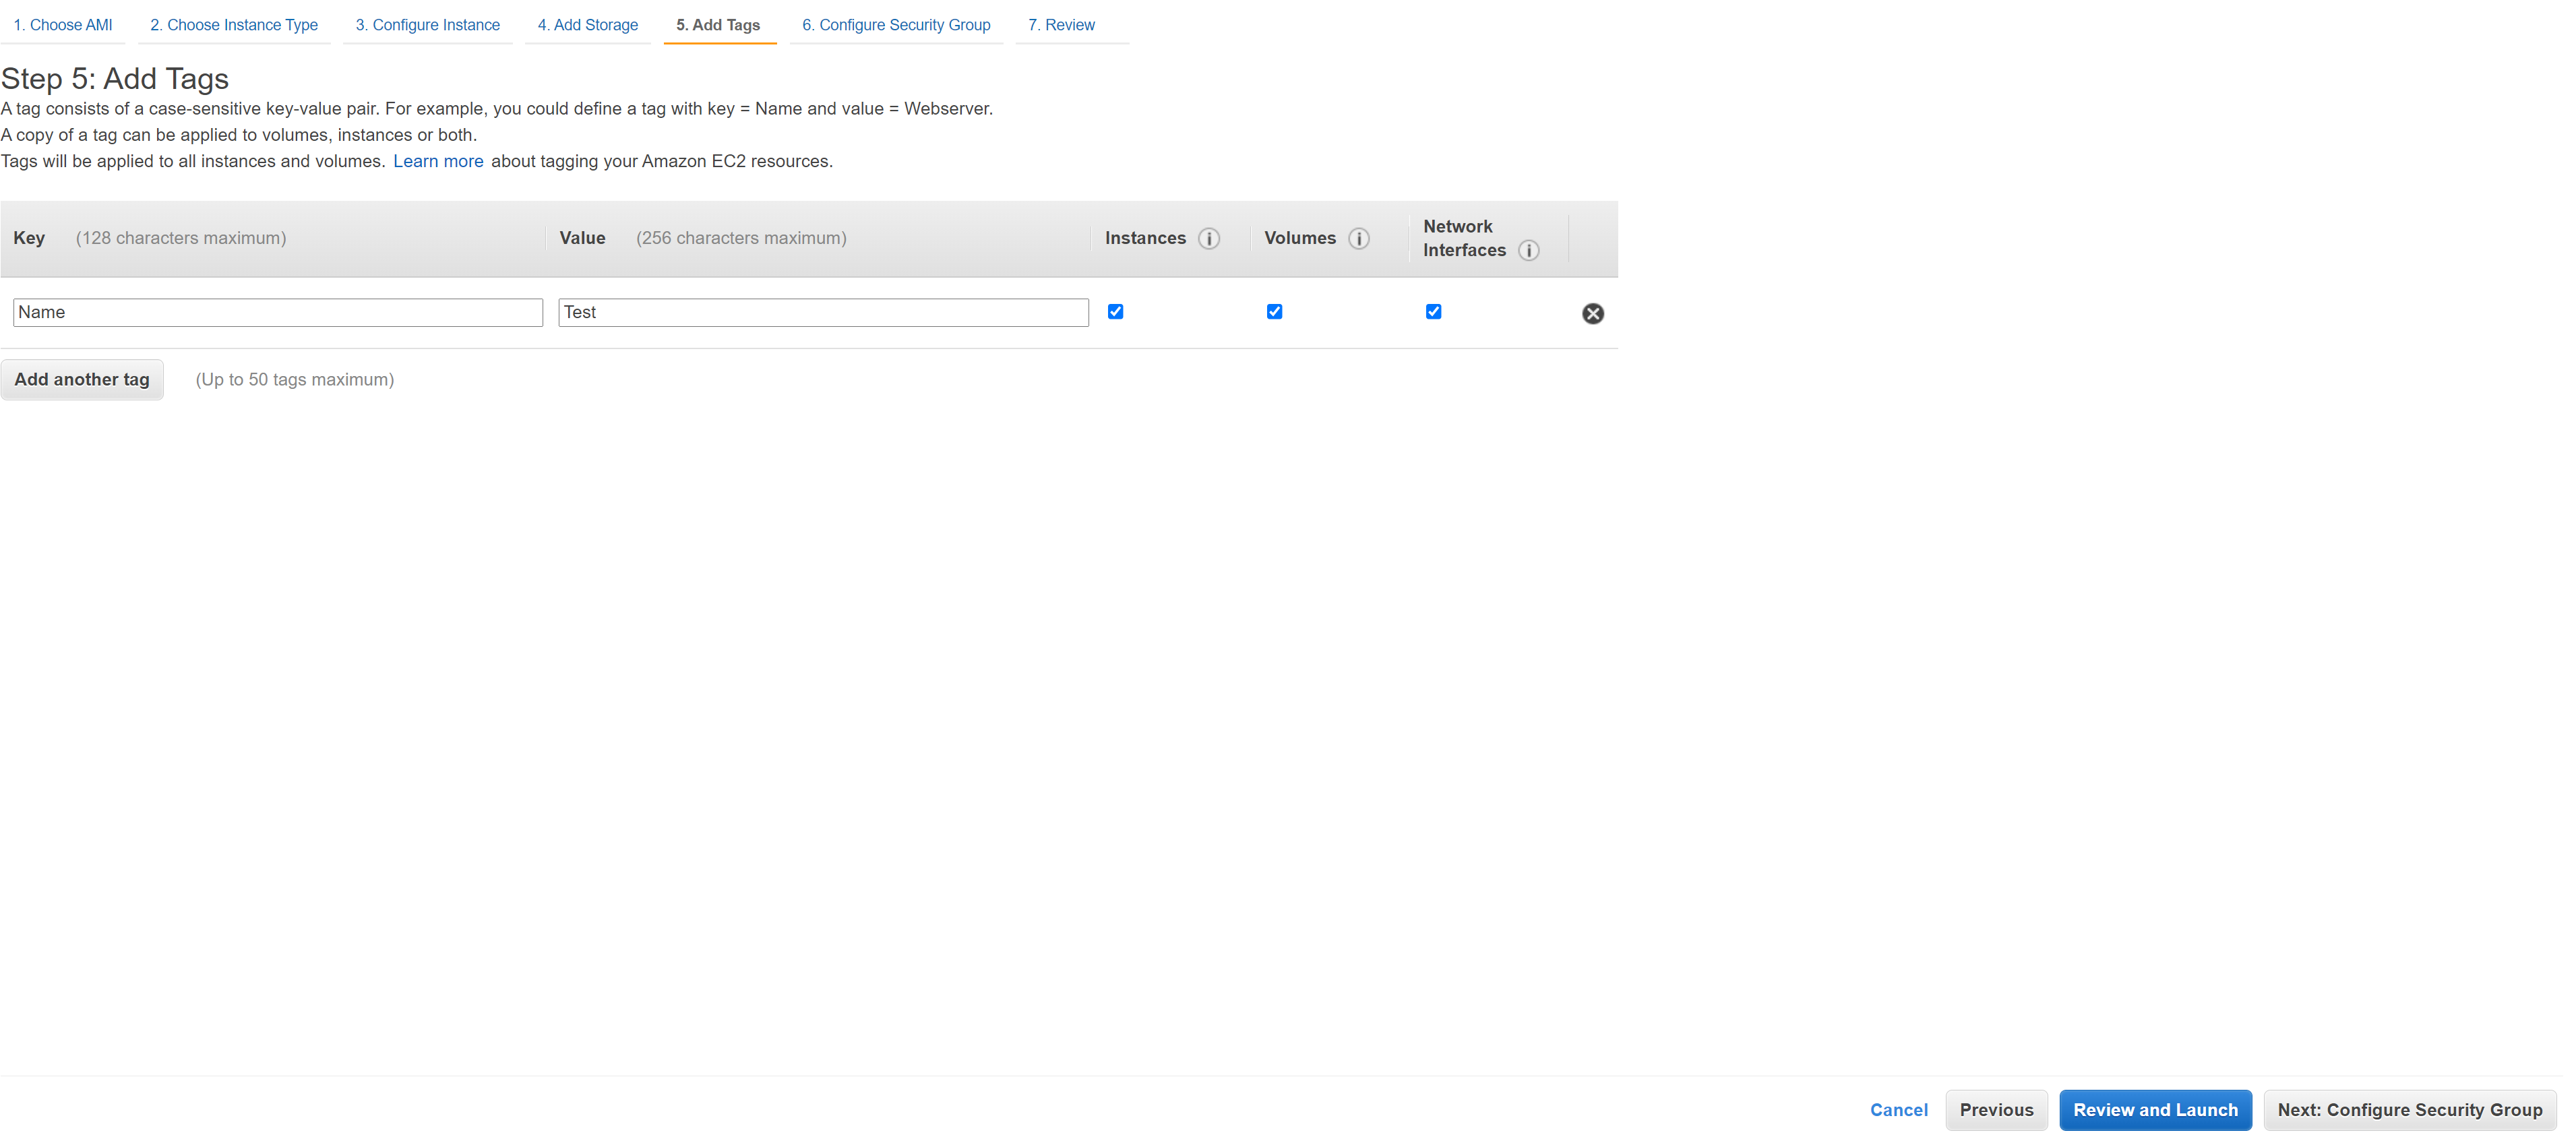 1. Choose AMI 2. Choose Instance Type 3. Configure Instance 4. Add Storage 5. Add Tags 6. Configure Security Group 7. Review
Step 5: Add Tags
A tag consists of a case-sensitive key-value pair. For example, you could define a tag with key = Name and value = Webserver.
A copy of a tag can be applied to volumes, instances or both.
Tags will be applied to all instances and volumes. Learn more about tagging your Amazon EC2 resources.
Key (128 characters maximum) Value (256 characters maximum) Instances i Volumes i Network
Interfaces i
Name Test
Add another tag (Up to 50 tags maximum)
Cancel Previous Review and Launch Next: Configure Security Group